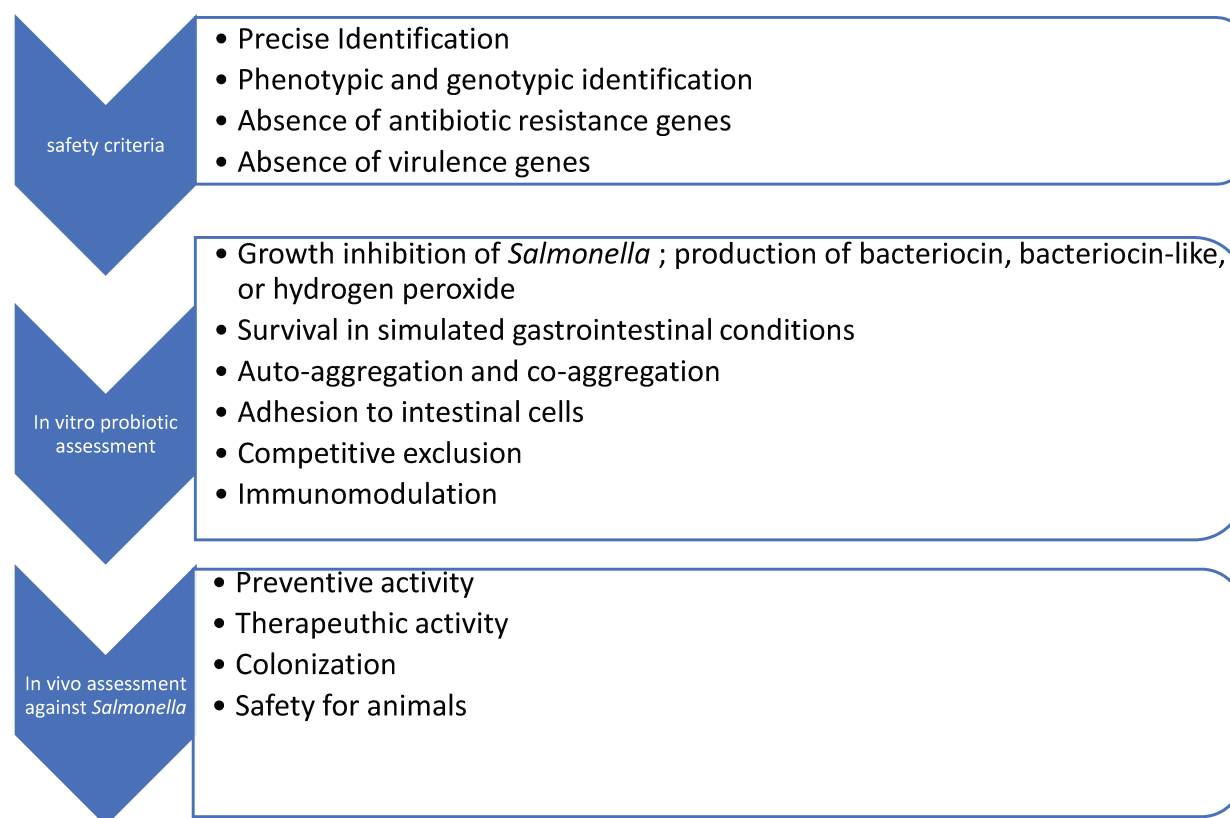 safety criteria
• Precise Identification
• Phenotypic and genotypic identification
• Absence of antibiotic resistance genes
• Absence of virulence genes
In vitro probiotic
assessment
• Growth inhibition of Salmonella ; production of bacteriocin, bacteriocin-like,
or hydrogen peroxide
• Survival in simulated gastrointestinal conditions
• Auto-aggregation and co-aggregation
• Adhesion to intestinal cells
• Competitive exclusion
• Immunomodulation
In vivo assessment
against Salmonella
• Preventive activity
• Therapeuthic activity
• Colonization
• Safety for animals